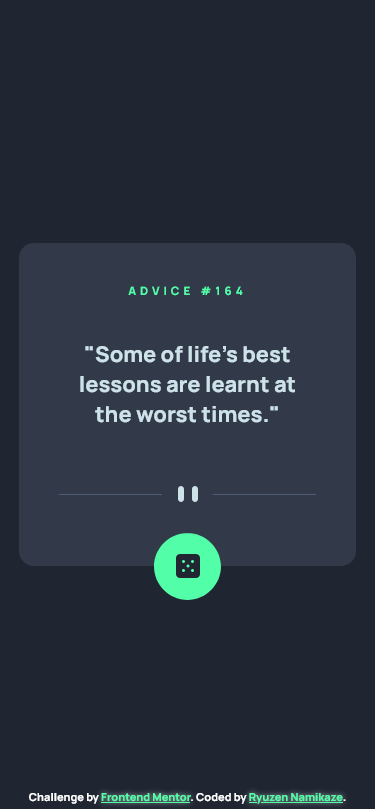 ADVICE #164
"Some of life's best
lessons are learnt at
the worst times."
Challenge by Frontend Mentor. Coded by Ryuzen Namikaze.